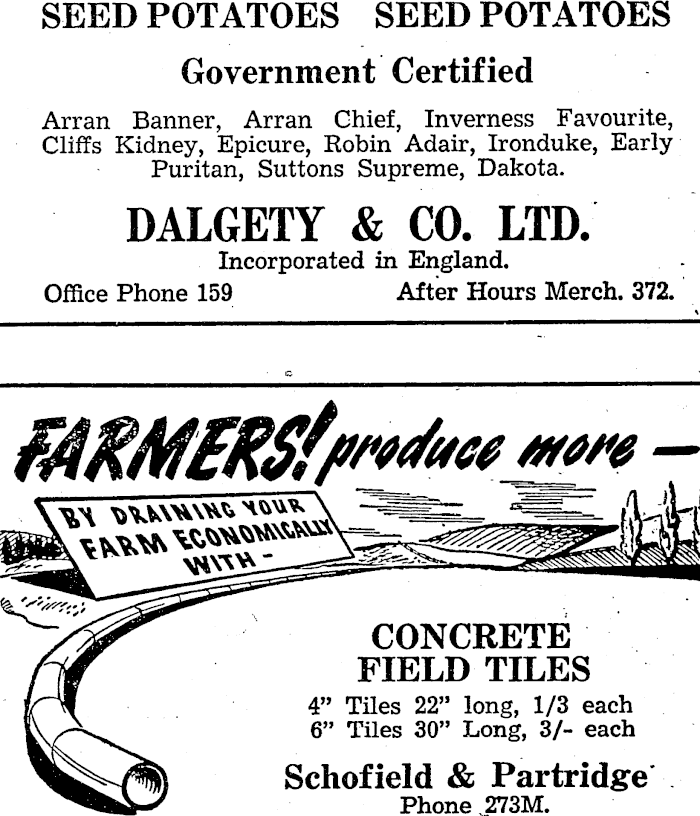 SEED POTATOES SEED POTATOES
Government Certified
Arran Banner, Arran Chief, Inverness Favourite,
Cliffs Kidney, Epicure, Robin Adair, Ironduke, Early
Puritan, Suttons Supreme, Dakota.
DALGETY & CO. LTD.
Incorporated in England.
Office Phone 159 After Hours Merch. 372.
FARMERS! produce more —
BY DRAINING YOUR
FARM ECONOMICALLY
WITH –
CONCRETE
FIELD TILES
4” Tiles 22” long, 1/3 each
6” Tiles 30” Long, 3/- each
Schofield & Partridge
Phone 273M.